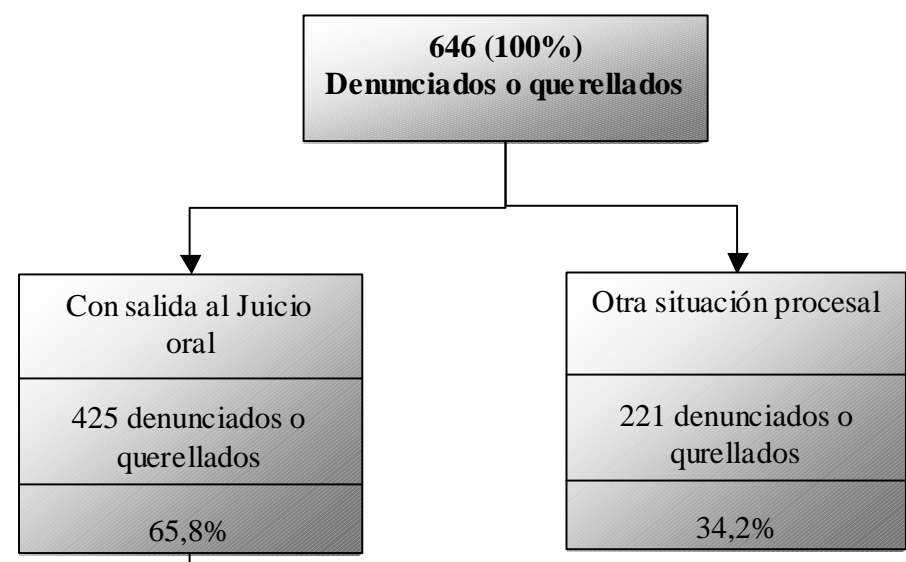 646 (100%)
Denunciados o querellados
Con salida al Juicio
oral
425 denunciados o
querellados
65,8%
Otra situación procesal
221 denunciados o
qurellados
34,2%